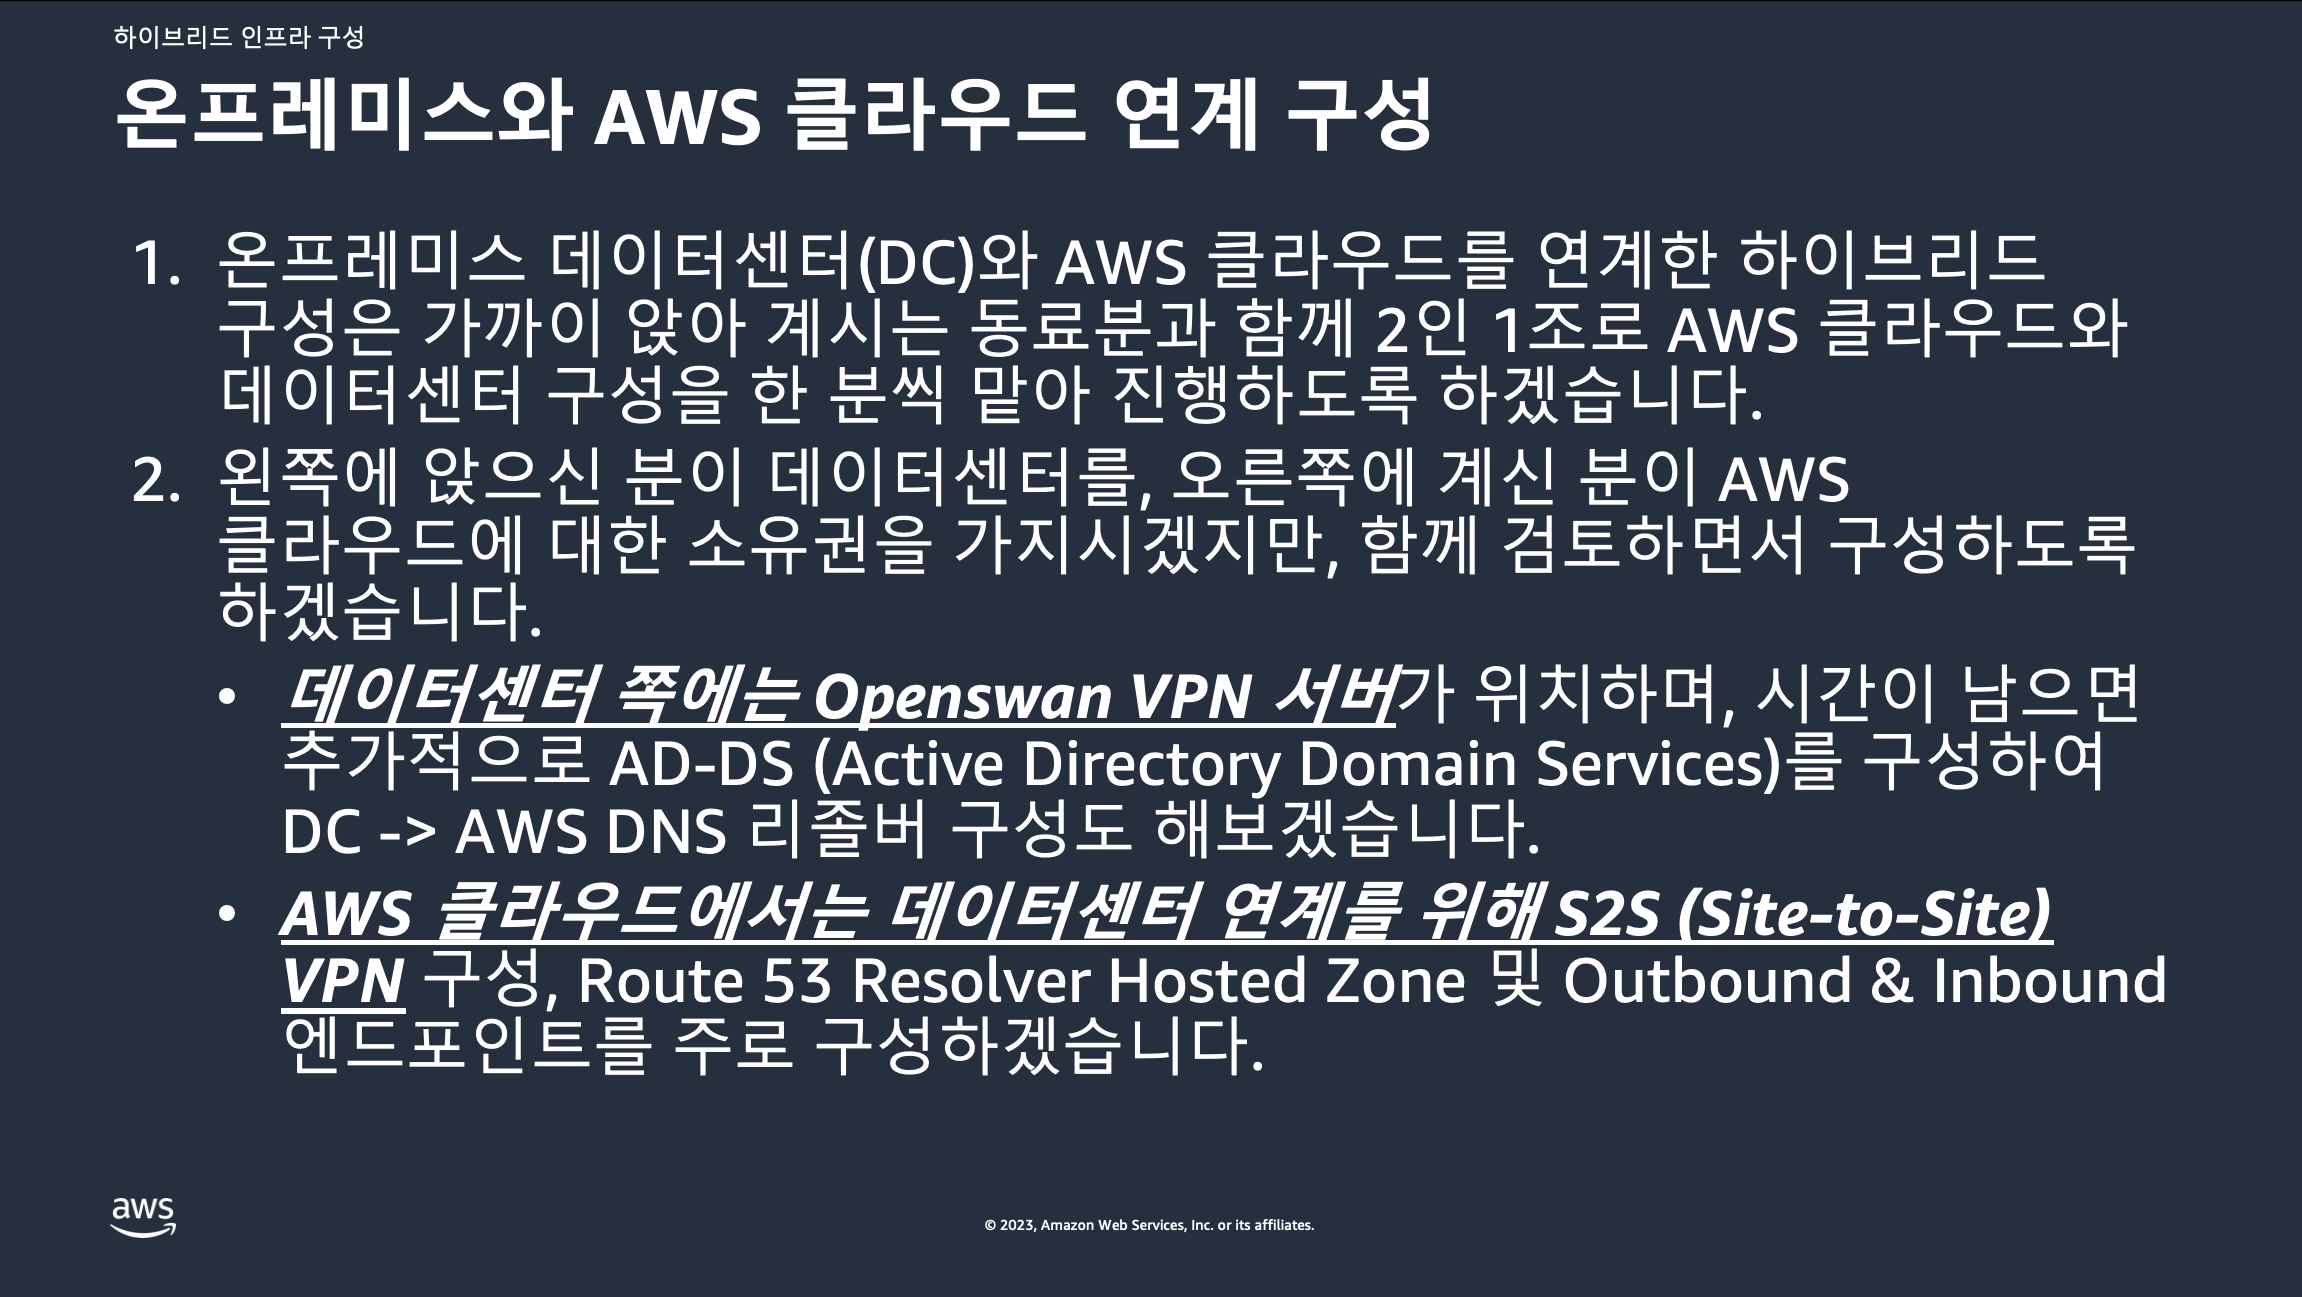 하이브리드 인프라 구성
온프레미스와 AWS 클라우드 연계 구성
1. 온프레미스 데이터센터(DC)와 AWS 클라우드를 연계한 하이브리드
구성은 가까이 앉아 계시는 동료분과 함께 2인 1조로 AWS 클라우드와
데이터센터 구성을 한 분씩 맡아 진행하도록 하겠습니다.
2. 왼쪽에 앉으신 분이 데이터센터를, 오른쪽에 계신 분이 AWS
클라우드에 대한 소유권을 가지시겠지만, 함께 검토하면서 구성하도록
하겠습니다.
• 데이터센터 쪽에는 Openswan VPN 서버가 위치하며, 시간이 남으면
추가적으로 AD-DS (Active Directory Domain Services)를 구성하여
DC -> AWS DNS 리졸버 구성도 해보겠습니다.
• AWS 클라우드에서는 데이터센터 연계를 위해 S2S (Site-to-Site)
VPN 구성, Route 53 Resolver Hosted Zone 및 Outbound & Inbound
엔드포인트를 주로 구성하겠습니다.
aws
© 2023, Amazon Web Services, Inc. or its affiliates.